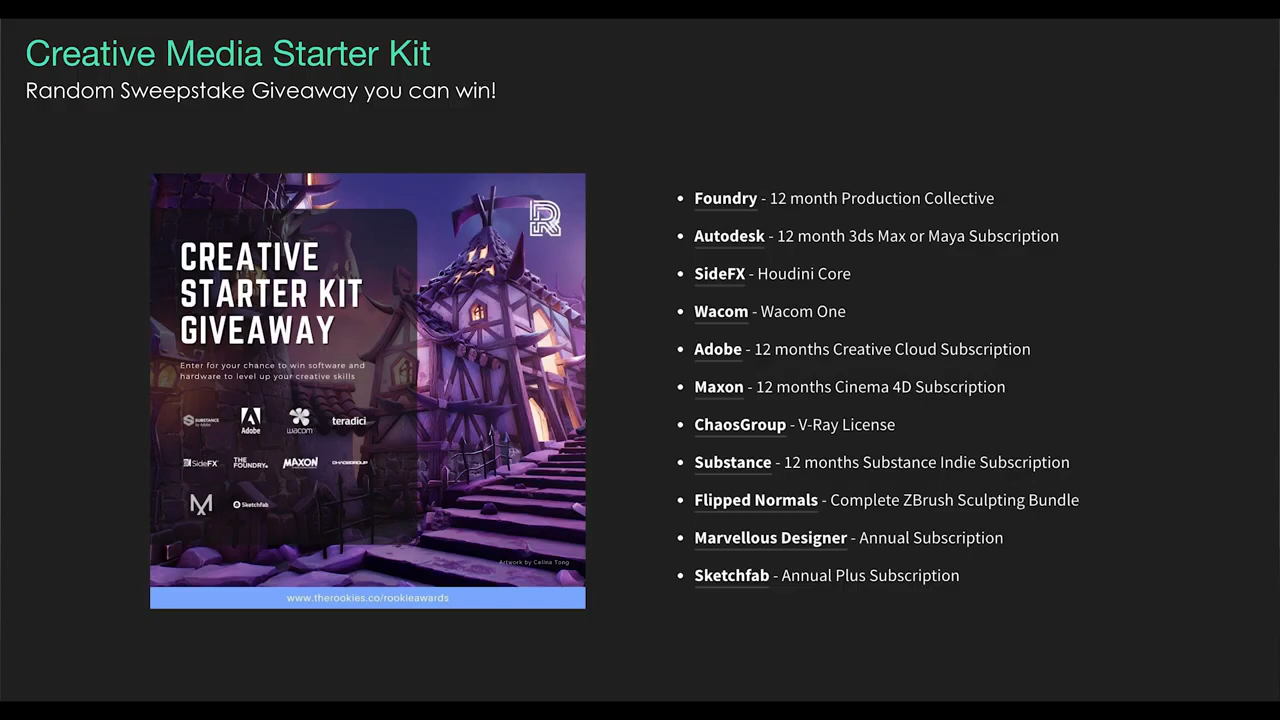 Creative Media Starter Kit
Random Sweepstake Giveaway you can win!
CREATIVE
STARTER KIT
GIVEAWAY
Enter for your chance to win software and
hardware to level up your creative skills
SUBSTANCE by Adobe
Adobe
wacom
teradici
SideFX
THE FOUNDRY.
MAXON
CHAOSGROUP
Sketchfab
Artwork by Celina Tong
www.therookies.co/rookieawards
• Foundry - 12 month Production Collective
• Autodesk - 12 month 3ds Max or Maya Subscription
• SideFX - Houdini Core
• Wacom - Wacom One
• Adobe - 12 months Creative Cloud Subscription
• Maxon - 12 months Cinema 4D Subscription
• ChaosGroup - V-Ray License
• Substance - 12 months Substance Indie Subscription
• Flipped Normals - Complete ZBrush Sculpting Bundle
• Marvellous Designer - Annual Subscription
• Sketchfab - Annual Plus Subscription